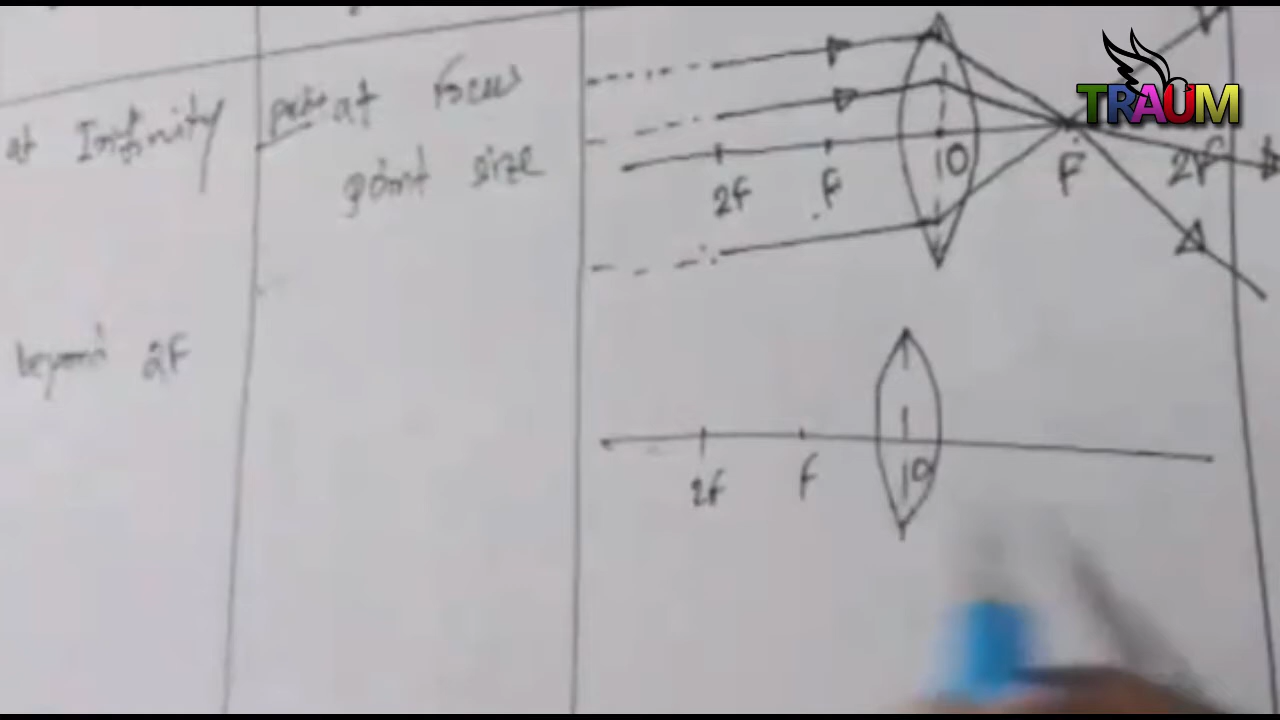 TRAUM
at Infinity at Focus
point size
2F F O F 2F
beyond 2F
2F F O